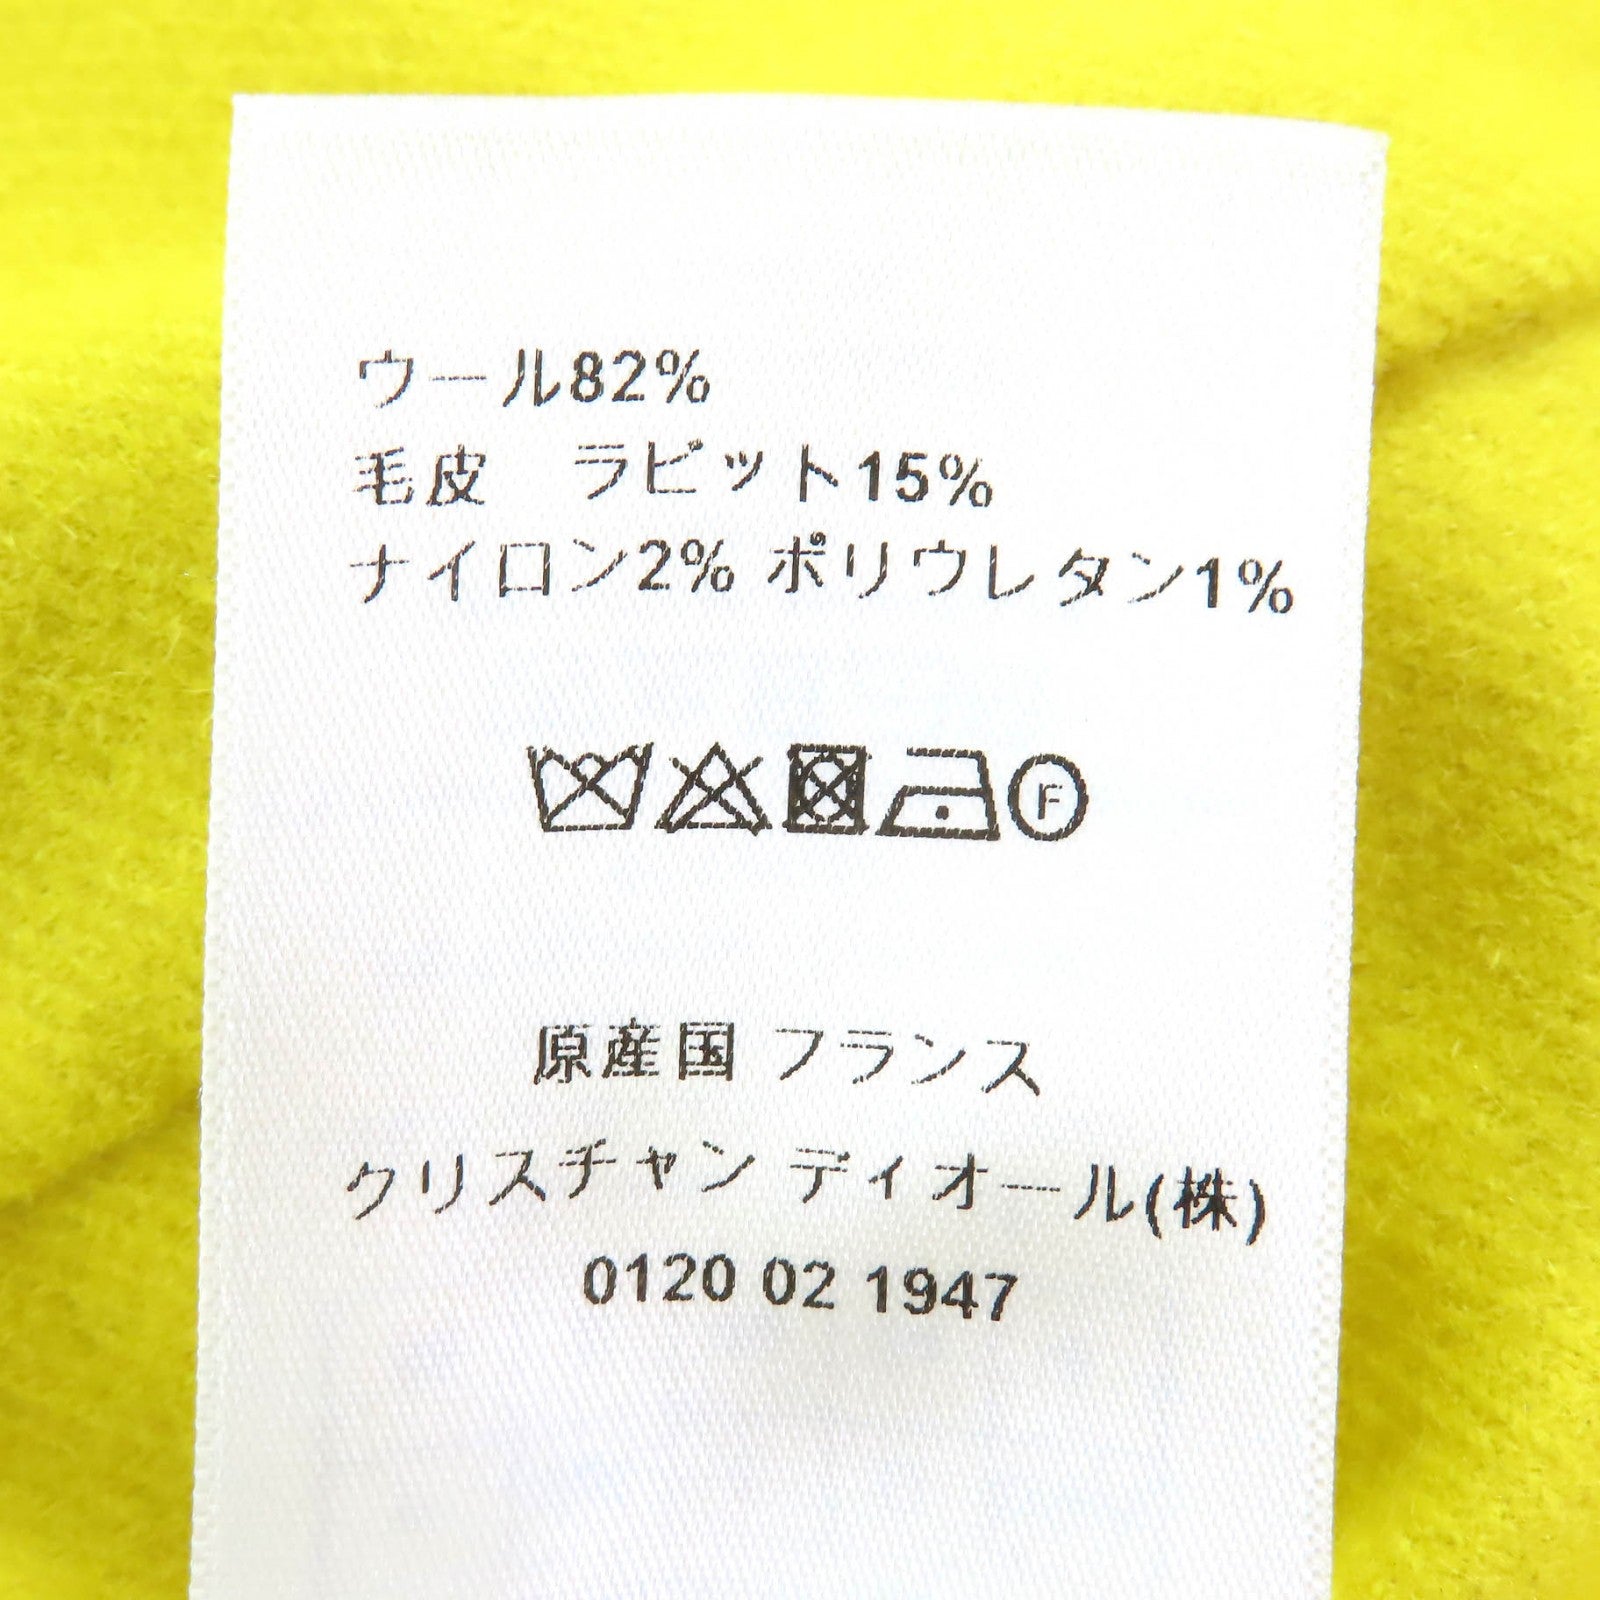 ウール82%
毛皮　ラビット15%
ナイロン2% ポリウレタン1%
F
原産国 フランス
クリスチャン ディオール(株)
0120 02 1947